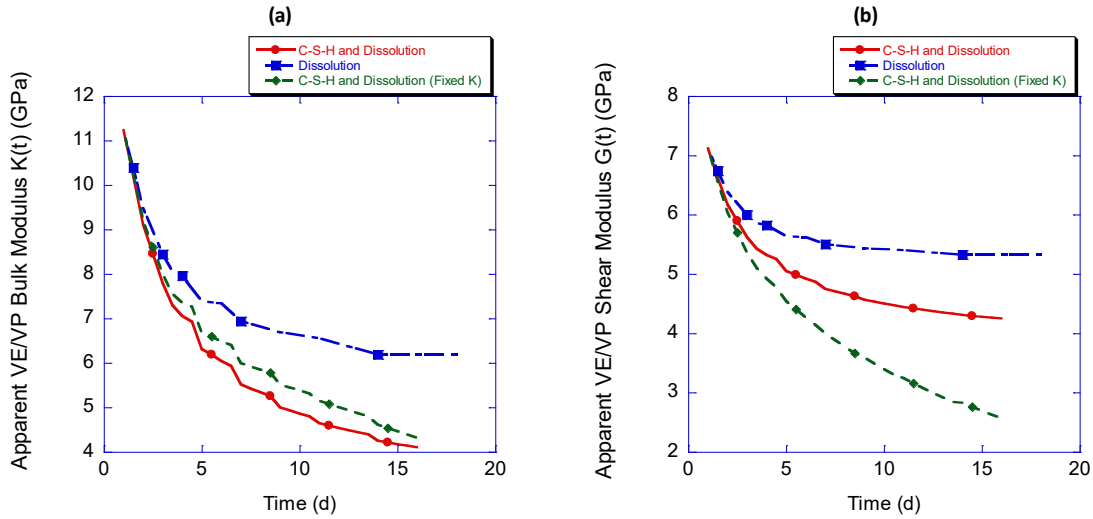 (a)
C-S-H and Dissolution
Dissolution
C-S-H and Dissolution (Fixed K)
Apparent VE/VP Bulk Modulus K(t) (GPa)
12
11
10
9
8
7
6
5
4
0
5
10
15
20
Time (d)
(b)
C-S-H and Dissolution
Dissolution
C-S-H and Dissolution (Fixed K)
Apparent VE/VP Shear Modulus G(t) (GPa)
8
7
6
5
4
3
2
0
5
10
15
20
Time (d)